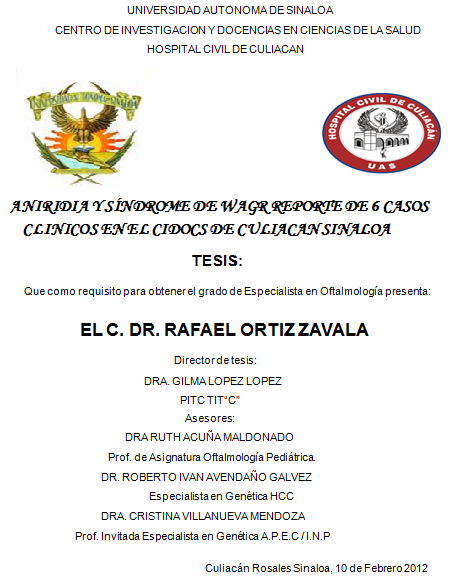 UNIVERSIDAD AUTONOMA DE SINALOA
CENTRO DE INVESTIGACION Y DOCENCIAS EN CIENCIAS DE LA SALUD
HOSPITAL CIVIL DE CULIACAN
HOSPITAL CIVIL DE CULIACÁN
UAS
ANIRIDIA Y SÍNDROME DE WAGR REPORTE DE 6 CASOS
CLINICOS EN EL CIDOCS DE CULIACAN SINALOA
TESIS:
Que como requisito para obtener el grado de Especialista en Oftalmología presenta:
EL C. DR. RAFAEL ORTIZ ZAVALA
Director de tesis:
DRA. GILMA LOPEZ LOPEZ
PITC TIT“C”
Asesores:
DRA RUTH ACUÑA MALDONADO
Prof. de Asignatura Oftalmología Pediátrica.
DR. ROBERTO IVAN AVENDAÑO GALVEZ
Especialista en Genética HCC
DRA. CRISTINA VILLANUEVA MENDOZA
Prof. Invitada Especialista en Genética A.P.E.C / I.N.P
Culiacán Rosales Sinaloa, 10 de Febrero 2012